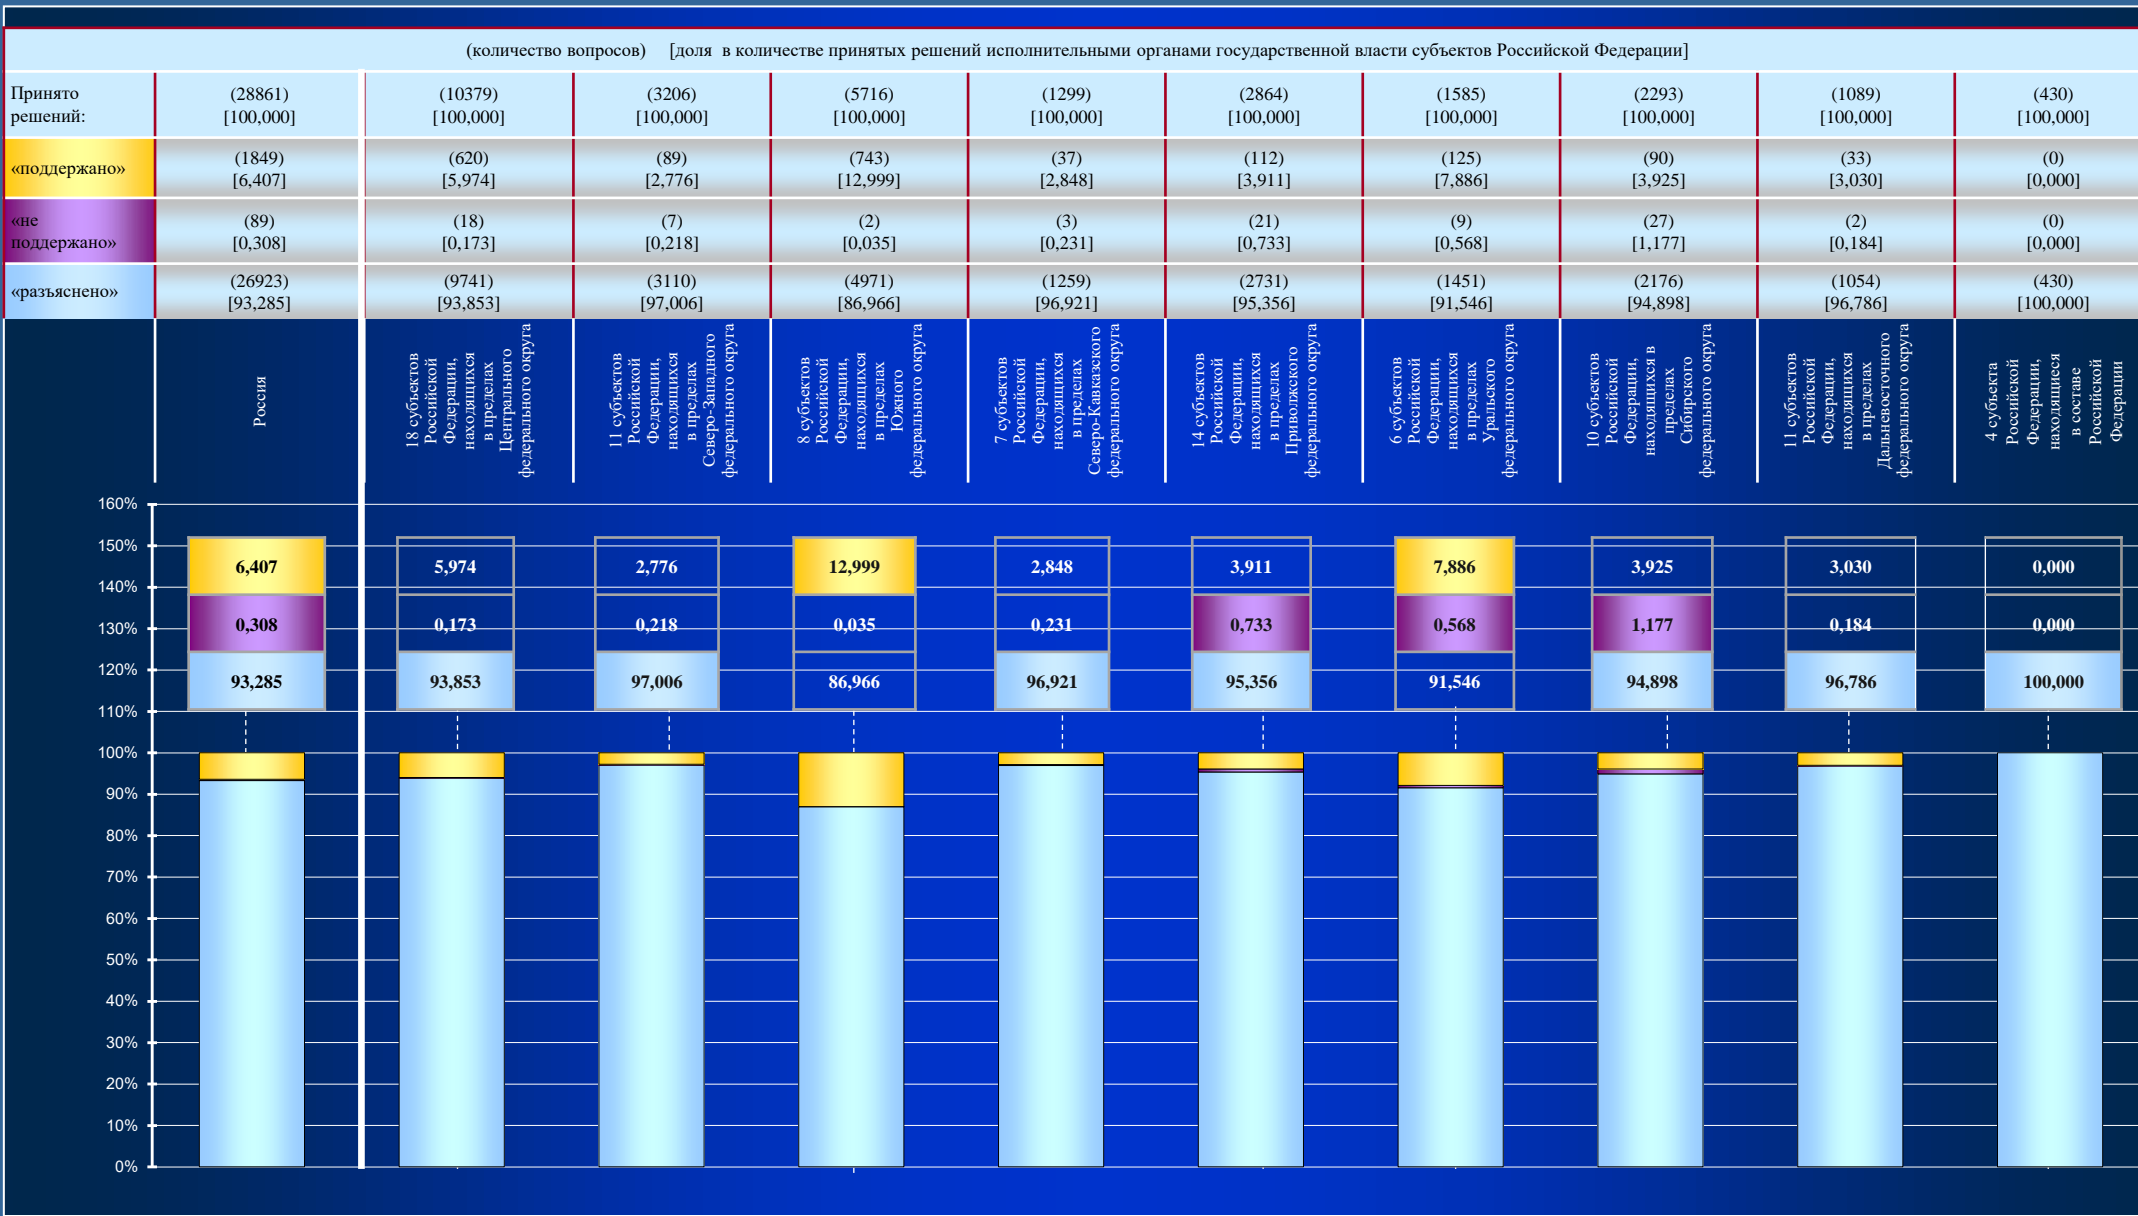 (количество вопросов) [доля в количестве принятых решений исполнительными органами государственной власти субъектов Российской Федерации]
Принято
решений:
(28861)
[100,000]
(10379)
[100,000]
(3206)
[100,000]
(5716)
[100,000]
(1299)
[100,000]
(2864)
[100,000]
(1585)
[100,000]
(2293)
[100,000]
(1089)
[100,000]
(430)
[100,000]
«поддержано»
(1849)
[6,407]
(620)
[5,974]
(89)
[2,776]
(743)
[12,999]
(37)
[2,848]
(112)
[3,911]
(125)
[7,886]
(90)
[3,925]
(33)
[3,030]
(0)
[0,000]
«не
поддержано»
(89)
[0,308]
(18)
[0,173]
(7)
[0,218]
(2)
[0,035]
(3)
[0,231]
(21)
[0,733]
(9)
[0,568]
(27)
[1,177]
(2)
[0,184]
(0)
[0,000]
«разъяснено»
(26923)
[93,285]
(9741)
[93,853]
(3110)
[97,006]
(4971)
[86,966]
(1259)
[96,921]
(2731)
[95,356]
(1451)
[91,546]
(2176)
[94,898]
(1054)
[96,786]
(430)
[100,000]
Россия
18 субъектов
Российской
Федерации,
находящихся
в пределах
Центрального
федерального округа
11 субъектов
Российской
Федерации,
находящихся
в пределах
Северо-Западного
федерального округа
8 субъектов
Российской
Федерации,
находящихся
в пределах
Южного
федерального округа
7 субъектов
Российской
Федерации,
находящихся
в пределах
Северо-Кавказского
федерального округа
14 субъектов
Российской
Федерации,
находящихся
в пределах
Приволжского
федерального округа
6 субъектов
Российской
Федерации,
находящихся
в пределах
Уральского
федерального округа
10 субъектов
Российской
Федерации,
находящихся в
пределах
Сибирского
федерального округа
11 субъектов
Российской
Федерации,
находящихся
в пределах
Дальневосточного
федерального округа
4 субъекта
Российской
Федерации,
находящиеся
в составе
Российской
Федерации
160%
150%
140%
130%
120%
110%
100%
90%
80%
70%
60%
50%
40%
30%
20%
10%
0%
6,407
5,974
2,776
12,999
2,848
3,911
7,886
3,925
3,030
0,000
0,308
0,173
0,218
0,035
0,231
0,733
0,568
1,177
0,184
0,000
93,285
93,853
97,006
86,966
96,921
95,356
91,546
94,898
96,786
100,000